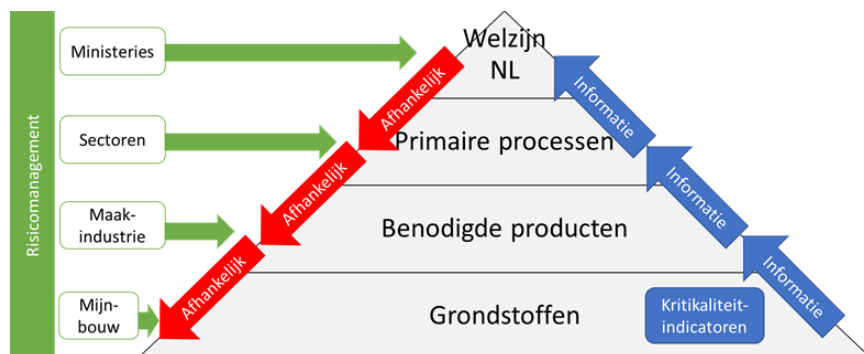 Risicomanagement
Ministeries
Sectoren
Maak-
industrie
Mijn-
bouw
Afhankelijk
Afhankelijk
Afhankelijk
Welzijn
NL
Primaire processen
Benodigde producten
Grondstoffen
Informatie
Informatie
Informatie
Kritikaliteit-
indicatoren